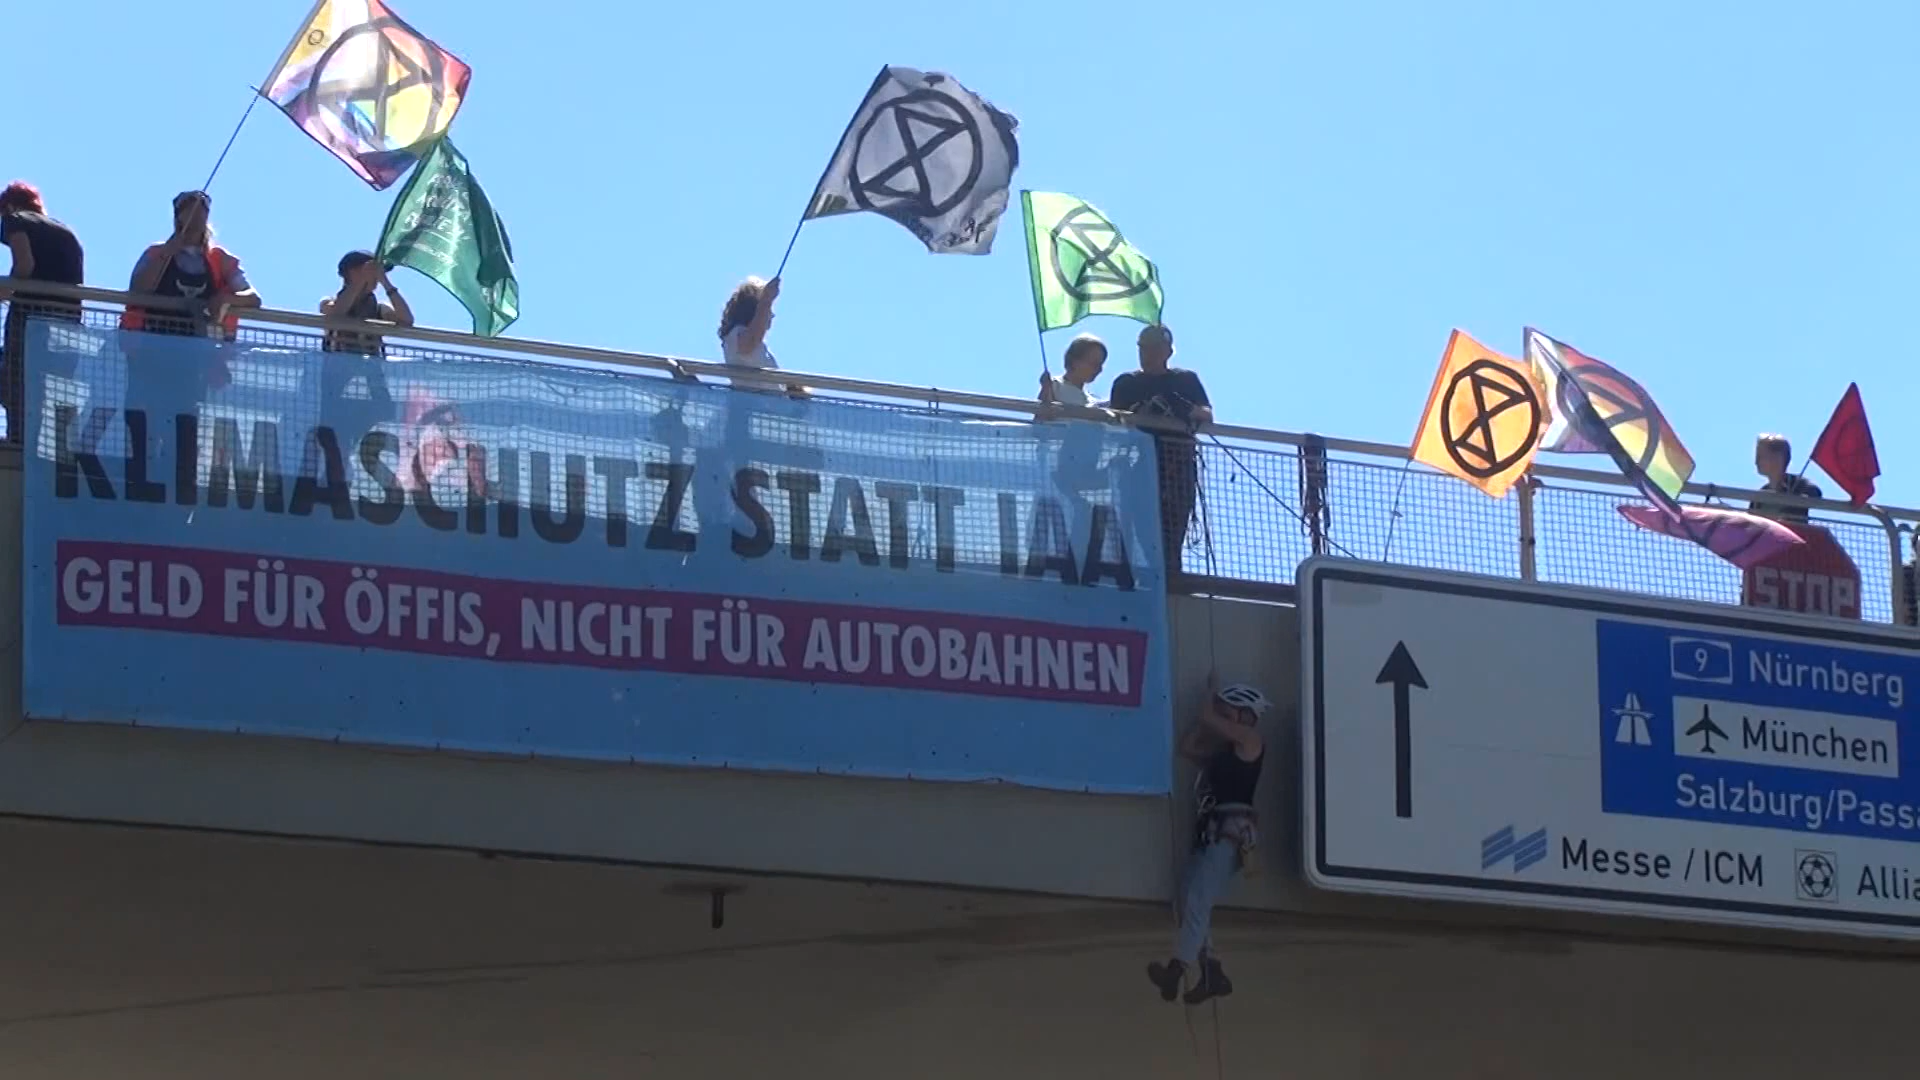 KLIMASCHUTZ STATT IAA
GELD FÜR ÖFFIS, NICHT FÜR AUTOBAHNEN
STOP
9 Nürnberg
München
Salzburg/Passa
Messe / ICM
Allia